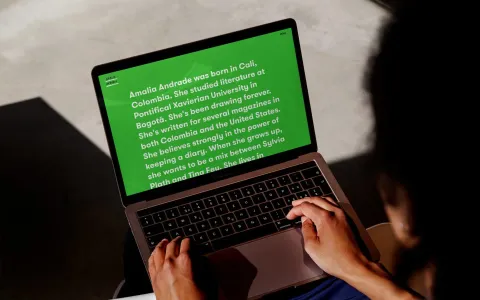 Amalia Andrade was born in Cali,
Colombia. She studied literature at
Pontifical Xavierian University in
Bogotá. She's been drawing forever.
She's written for several magazines in
both Colombia and the United States.
She believes strongly in the power of
keeping a diary. When she grows up,
she wants to be a mix between Sylvia
Plath and Tina Fey. She lives in